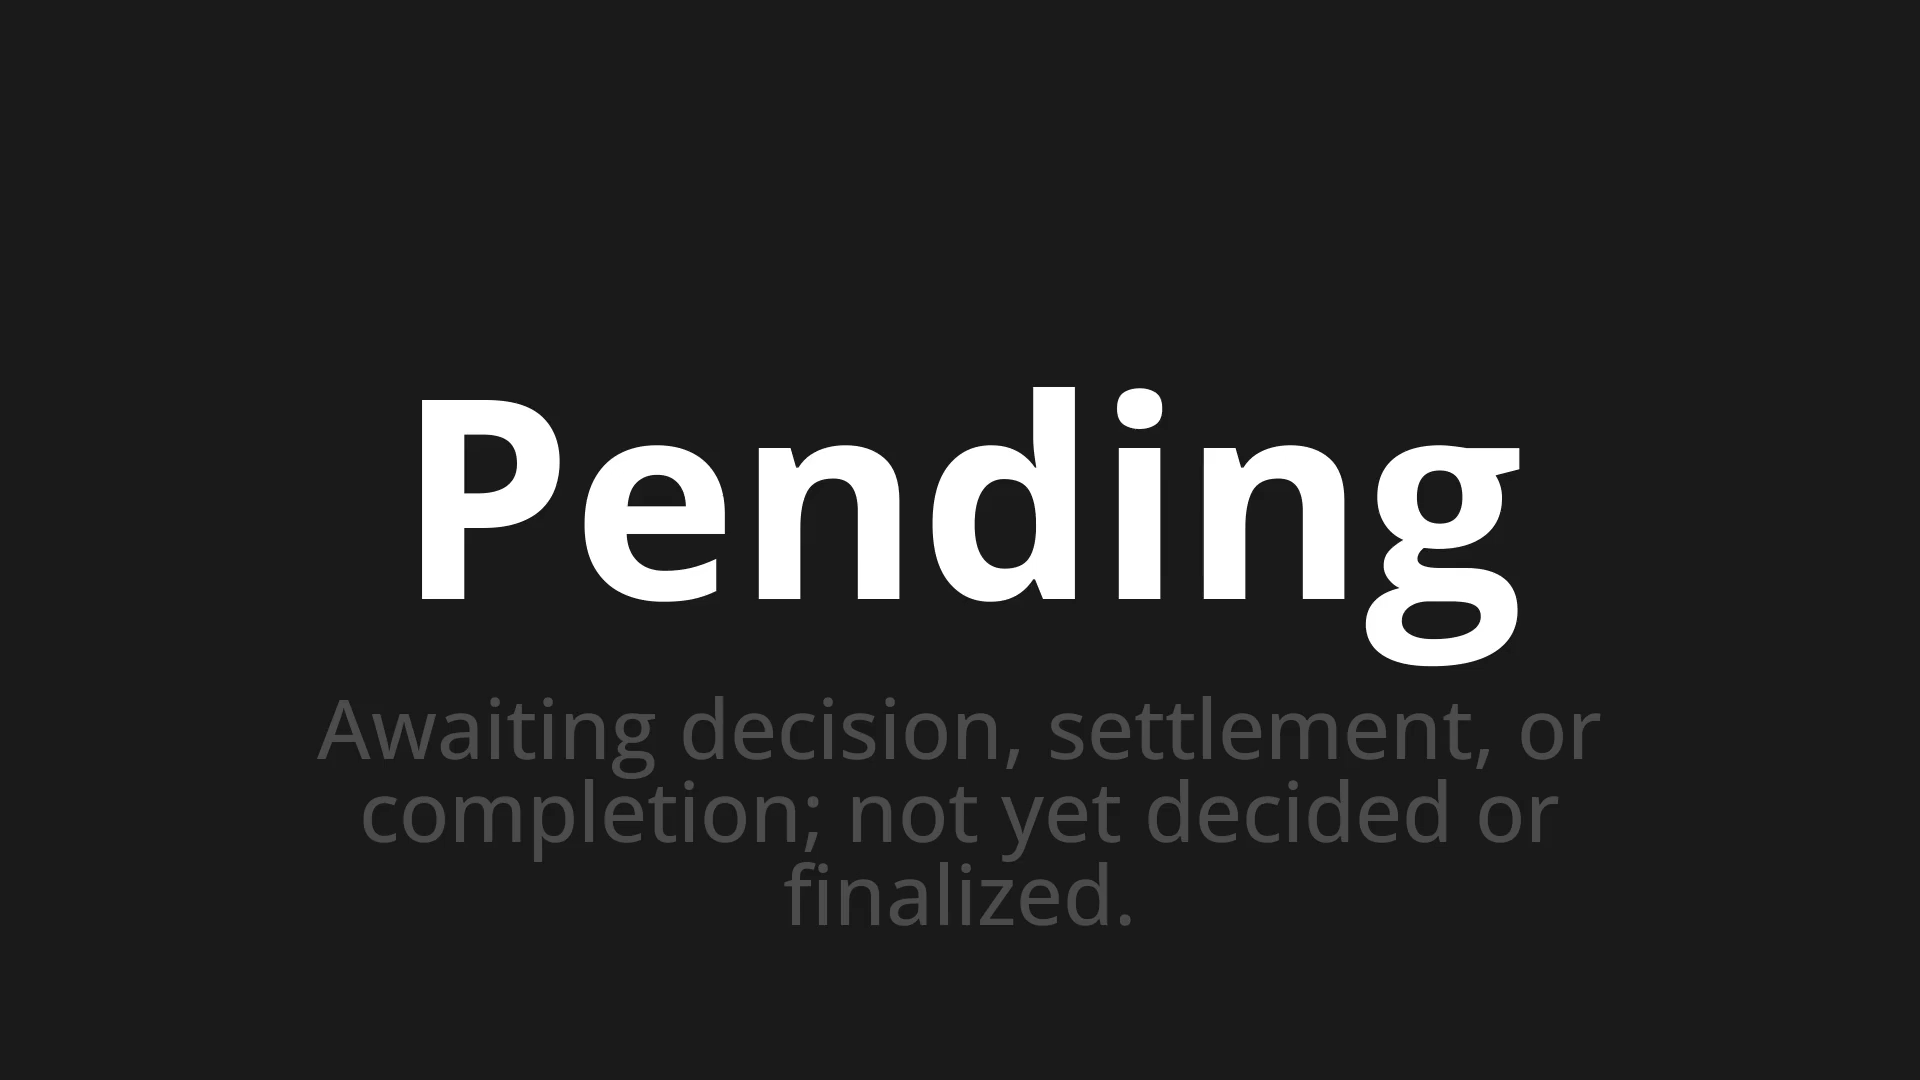 Pending
Awaiting decision, settlement, or
completion; not yet decided or
finalized.